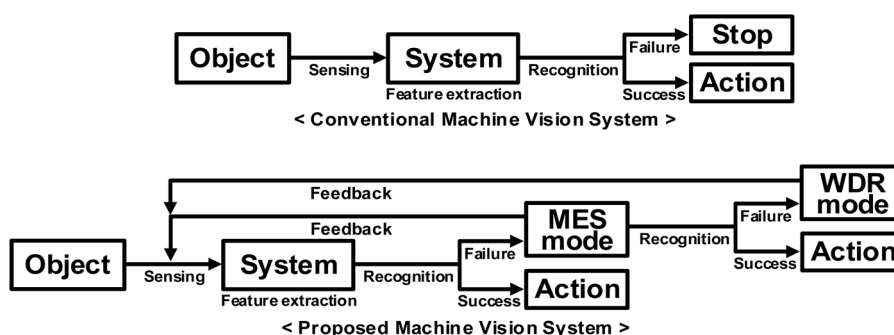 Object
Sensing
System
Feature extraction
Recognition
Failure
Stop
Success
Action
< Conventional Machine Vision System >
Feedback
WDR
mode
Feedback
MES
mode
Recognition
Failure
Success
Action
Object
Sensing
System
Feature extraction
Recognition
Failure
Success
Action
< Proposed Machine Vision System >